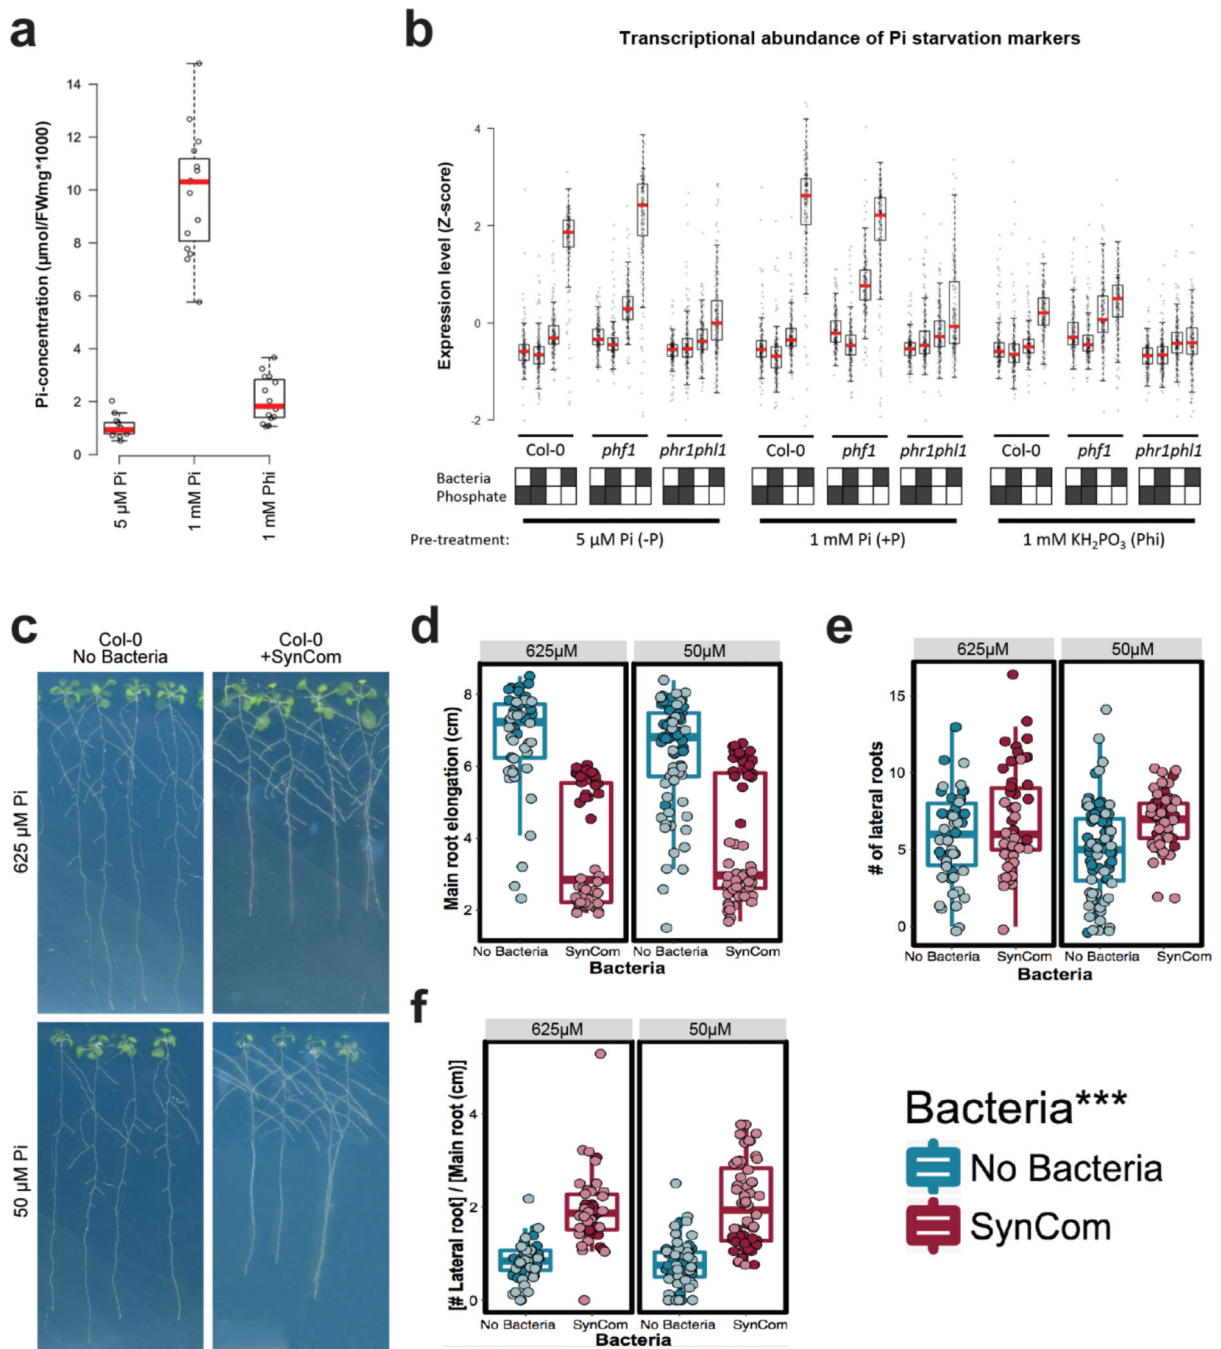 a
Pi-concentration (µmol/FWmg*1000)
14
12
10
8
6
4
2
0
5 µM Pi
1 mM Pi
1 mM Phi
b
Transcriptional abundance of Pi starvation markers
Expression level (Z-score)
4
2
0
-2
Col-0 phf1 phr1phl1 Col-0 phf1 phr1phl1 Col-0 phf1 phr1phl1
Bacteria
Phosphate
Pre-treatment: 5 µM Pi (-P) 1 mM Pi (+P) 1 mM KH₂PO₃ (Phi)
c
Col-0
No Bacteria
Col-0
+SynCom
625 µM Pi
50 µM Pi
d
625µM 50µM
Main root elongation (cm)
8
6
4
2
No Bacteria SynCom No Bacteria SynCom
Bacteria
e
625µM 50µM
# of lateral roots
15
10
5
0
No Bacteria SynCom No Bacteria SynCom
Bacteria
f
625µM 50µM
[# Lateral root] / [Main root (cm)]
4
2
0
No Bacteria SynCom No Bacteria SynCom
Bacteria
Bacteria***
No Bacteria
SynCom